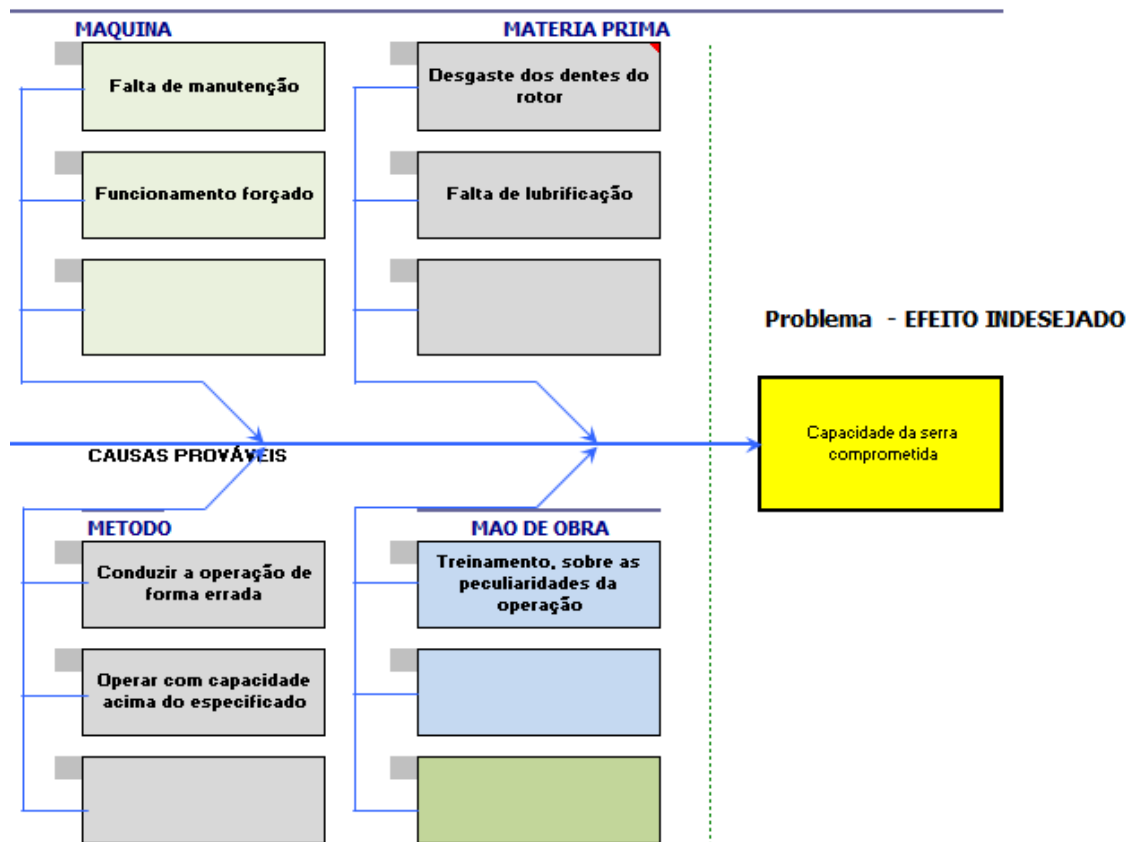 MAQUINA
Falta de manutenção
Funcionamento forçado
MATERIA PRIMA
Desgaste dos dentes do
rotor
Falta de lubrificação
Problema - EFEITO INDESEJADO
Capacidade da serra
comprometida
CAUSAS PROVÁVEIS
METODO
Conduzir a operação de
forma errada
Operar com capacidade
acima do especificado
MAO DE OBRA
Treinamento, sobre as
peculiaridades da
operação